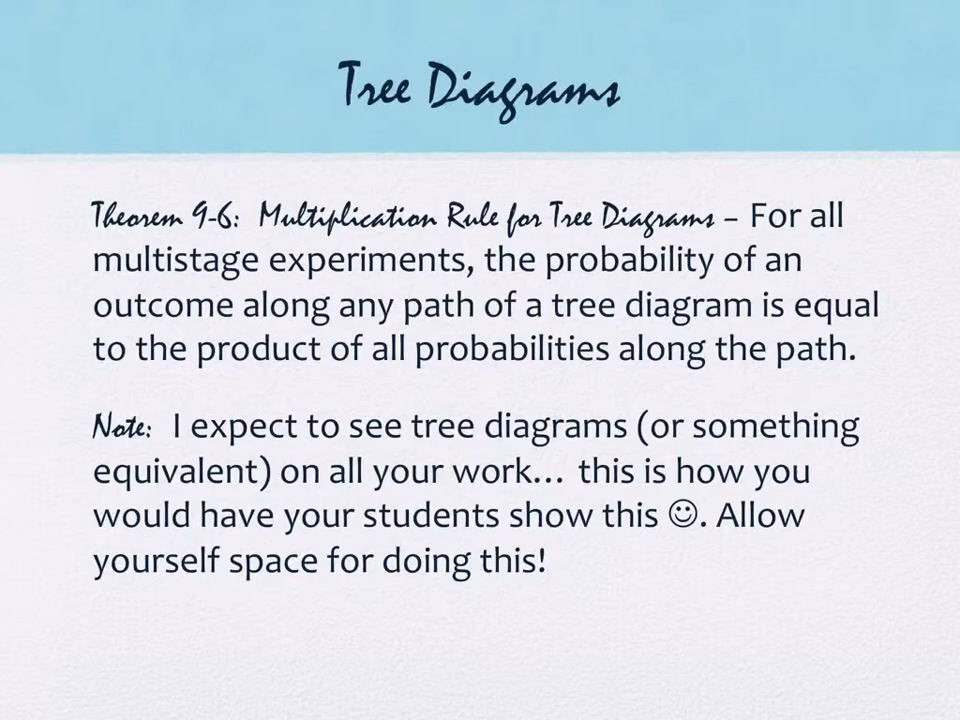 Tree Diagrams
Theorem 9-6: Multiplication Rule for Tree Diagrams – For all
multistage experiments, the probability of an
outcome along any path of a tree diagram is equal
to the product of all probabilities along the path.
Note: I expect to see tree diagrams (or something
equivalent) on all your work… this is how you
would have your students show this ☺. Allow
yourself space for doing this!